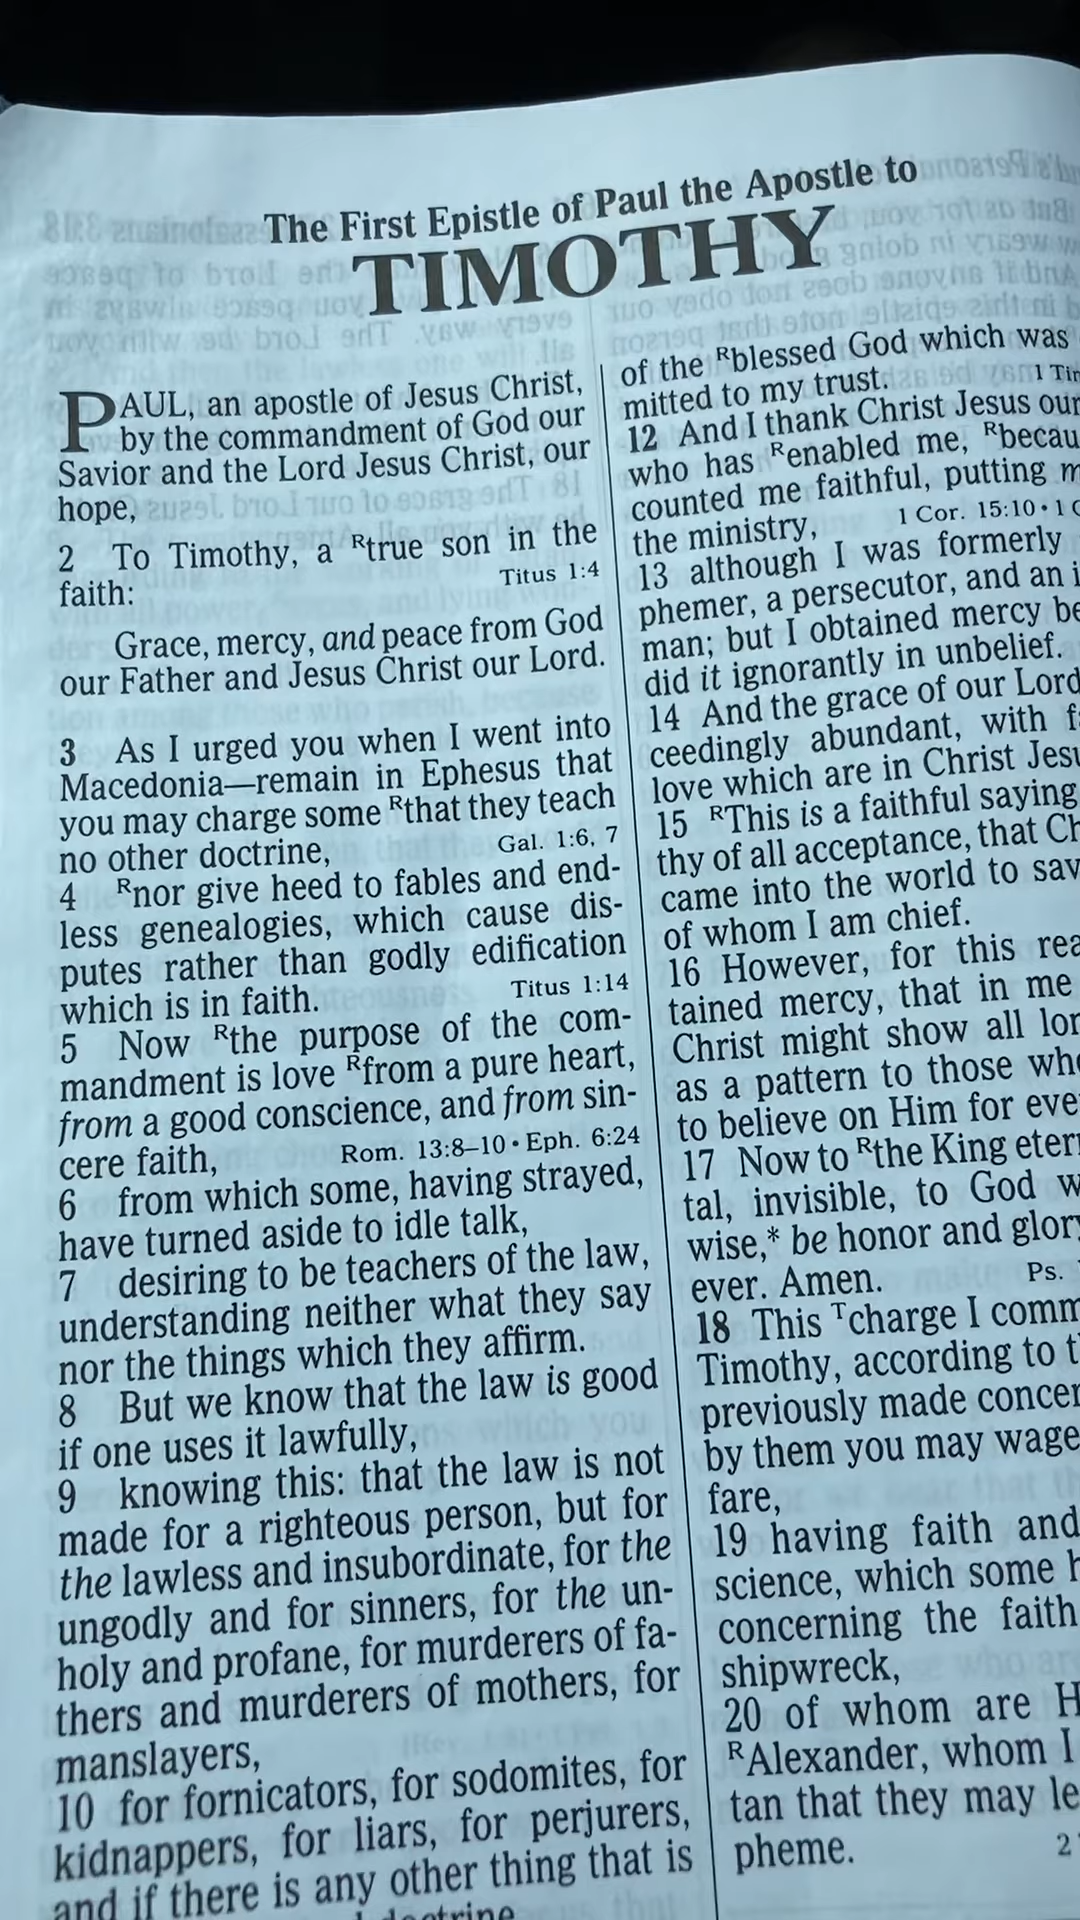 The First Epistle of Paul the Apostle to
TIMOTHY
PAUL, an apostle of Jesus Christ,
by the commandment of God our
Savior and the Lord Jesus Christ, our
hope,
2 To Timothy, a ᴿtrue son in the
faith: Titus 1:4
Grace, mercy, and peace from God
our Father and Jesus Christ our Lord.
3 As I urged you when I went into
Macedonia—remain in Ephesus that
you may charge some ᴿthat they teach
no other doctrine, Gal. 1:6, 7
4 ᴿnor give heed to fables and end-
less genealogies, which cause dis-
putes rather than godly edification
which is in faith. Titus 1:14
5 Now ᴿthe purpose of the com-
mandment is love ᴿfrom a pure heart,
from a good conscience, and from sin-
cere faith, Rom. 13:8–10 • Eph. 6:24
6 from which some, having strayed,
have turned aside to idle talk,
7 desiring to be teachers of the law,
understanding neither what they say
nor the things which they affirm.
8 But we know that the law is good
if one uses it lawfully,
9 knowing this: that the law is not
made for a righteous person, but for
the lawless and insubordinate, for the
ungodly and for sinners, for the un-
holy and profane, for murderers of fa-
thers and murderers of mothers, for
manslayers,
10 for fornicators, for sodomites, for
kidnappers, for liars, for perjurers,
and if there is any other thing that is
doctrine
of the ᴿblessed God which was
mitted to my trust. 1 Tim
12 And I thank Christ Jesus our
who has ᴿenabled me, ᴿbecau
counted me faithful, putting m
the ministry, 1 Cor. 15:10 • 1 C
13 although I was formerly
phemer, a persecutor, and an i
man; but I obtained mercy be
did it ignorantly in unbelief.
14 And the grace of our Lord
ceedingly abundant, with fa
love which are in Christ Jesu
15 ᴿThis is a faithful saying
thy of all acceptance, that Ch
came into the world to sav
of whom I am chief.
16 However, for this rea
tained mercy, that in me
Christ might show all lon
as a pattern to those who
to believe on Him for eve
17 Now to ᴿthe King etern
tal, invisible, to God w
wise,* be honor and glory
ever. Amen. Ps.
18 This ᵀcharge I comm
Timothy, according to t
previously made concer
by them you may wage
fare,
19 having faith and
science, which some h
concerning the faith
shipwreck,
20 of whom are H
ᴿAlexander, whom I
tan that they may le
pheme. 2